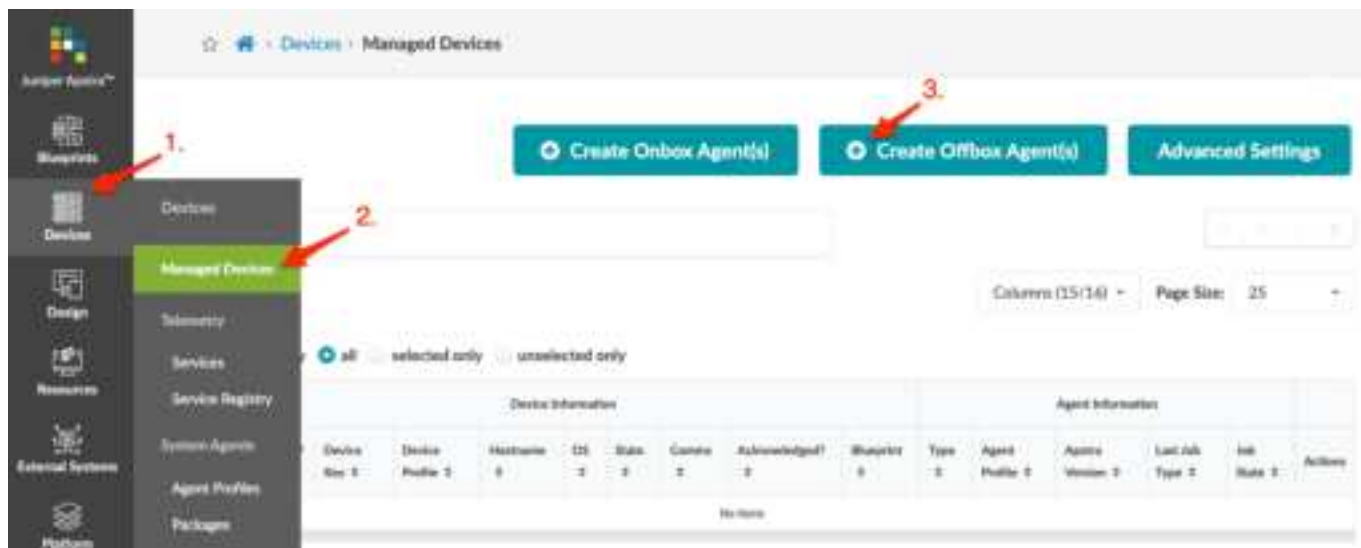 Devices › Managed Devices
Juniper Apstra™
3.
Blueprints
1.
Create Onbox Agent(s)
Create Offbox Agent(s)
Advanced Settings
Devices
Devices
2.
Managed Devices
Design
Columns (15/16)
Page Size: 25
Telemetry
all selected only unselected only
Services
Resources
Service Registry
Device Information
Agent Information
System Agents
Device Key
Device Profile
Hostname
OS
State
Comms
Acknowledged?
Blueprint
Type
Agent Profile
Apstra Version
Last Job Type
Job State
Actions
External Systems
Agent Profiles
No items
Packages
Platform